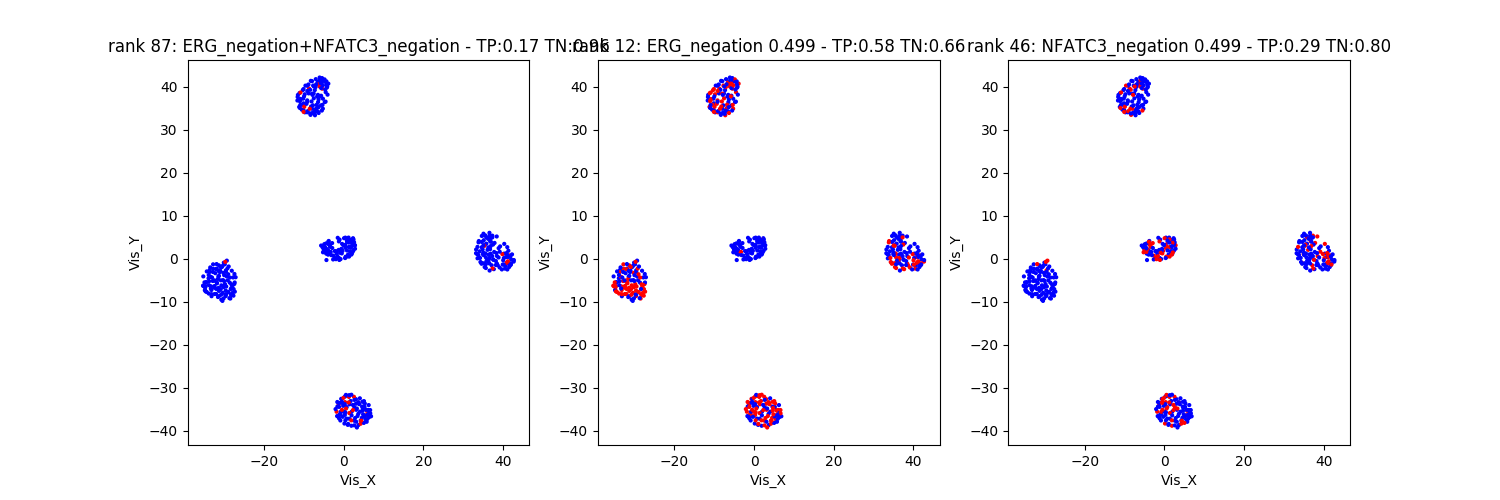 rank 87: ERG_negation+NFATC3_negation - TP:0.17 TN:0.96
rank 12: ERG_negation 0.499 - TP:0.58 TN:0.66
rank 46: NFATC3_negation 0.499 - TP:0.29 TN:0.80
40
30
20
10
0
−10
−20
−30
−40
Vis_Y
−20 0 20 40
Vis_X
40
30
20
10
0
−10
−20
−30
−40
Vis_Y
−20 0 20 40
Vis_X
40
30
20
10
0
−10
−20
−30
−40
Vis_Y
−20 0 20 40
Vis_X